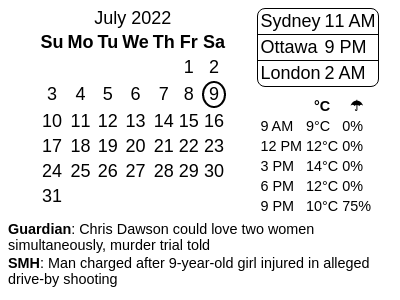 July 2022
Su Mo Tu We Th Fr Sa
1 2
3 4 5 6 7 8 9
10 11 12 13 14 15 16
17 18 19 20 21 22 23
24 25 26 27 28 29 30
31
Sydney 11 AM
Ottawa 9 PM
London 2 AM
°C ☂
9 AM 9°C 0%
12 PM 12°C 0%
3 PM 14°C 0%
6 PM 12°C 0%
9 PM 10°C 75%
Guardian: Chris Dawson could love two women
simultaneously, murder trial told
SMH: Man charged after 9-year-old girl injured in alleged
drive-by shooting